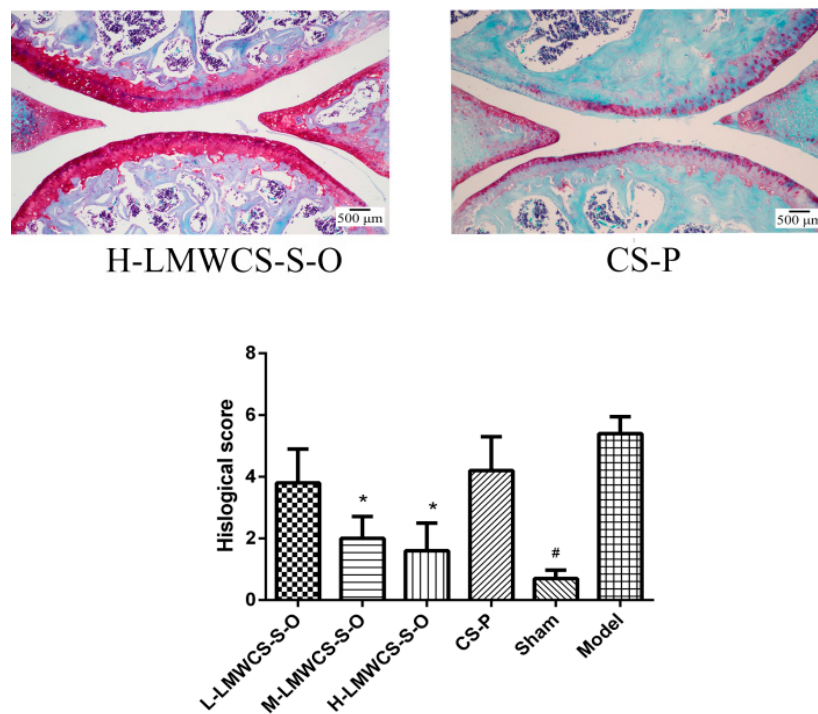 500 μm
500 μm
H-LMWCS-S-O
CS-P
8
6
4
2
0
Hislogical score
*
*
#
L-LMWCS-S-O
M-LMWCS-S-O
H-LMWCS-S-O
CS-P
Sham
Model